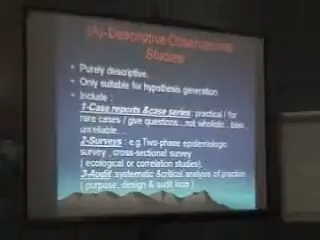 (A)-Descriptive Observational
Studies
• Purely descriptive.
• Only suitable for hypothesis generation.
• Include :
1-Case reports &case series: practical / for
rare cases / give questions...not wholistic , bias ,
unreliable...
2-Surveys : e.g.Two-phase epidemiologic
survey , cross-sectional survey
( ecological or correlation studies).
3-Audit:systematic &critical analysis of practice
( purpose, design & audit loop)